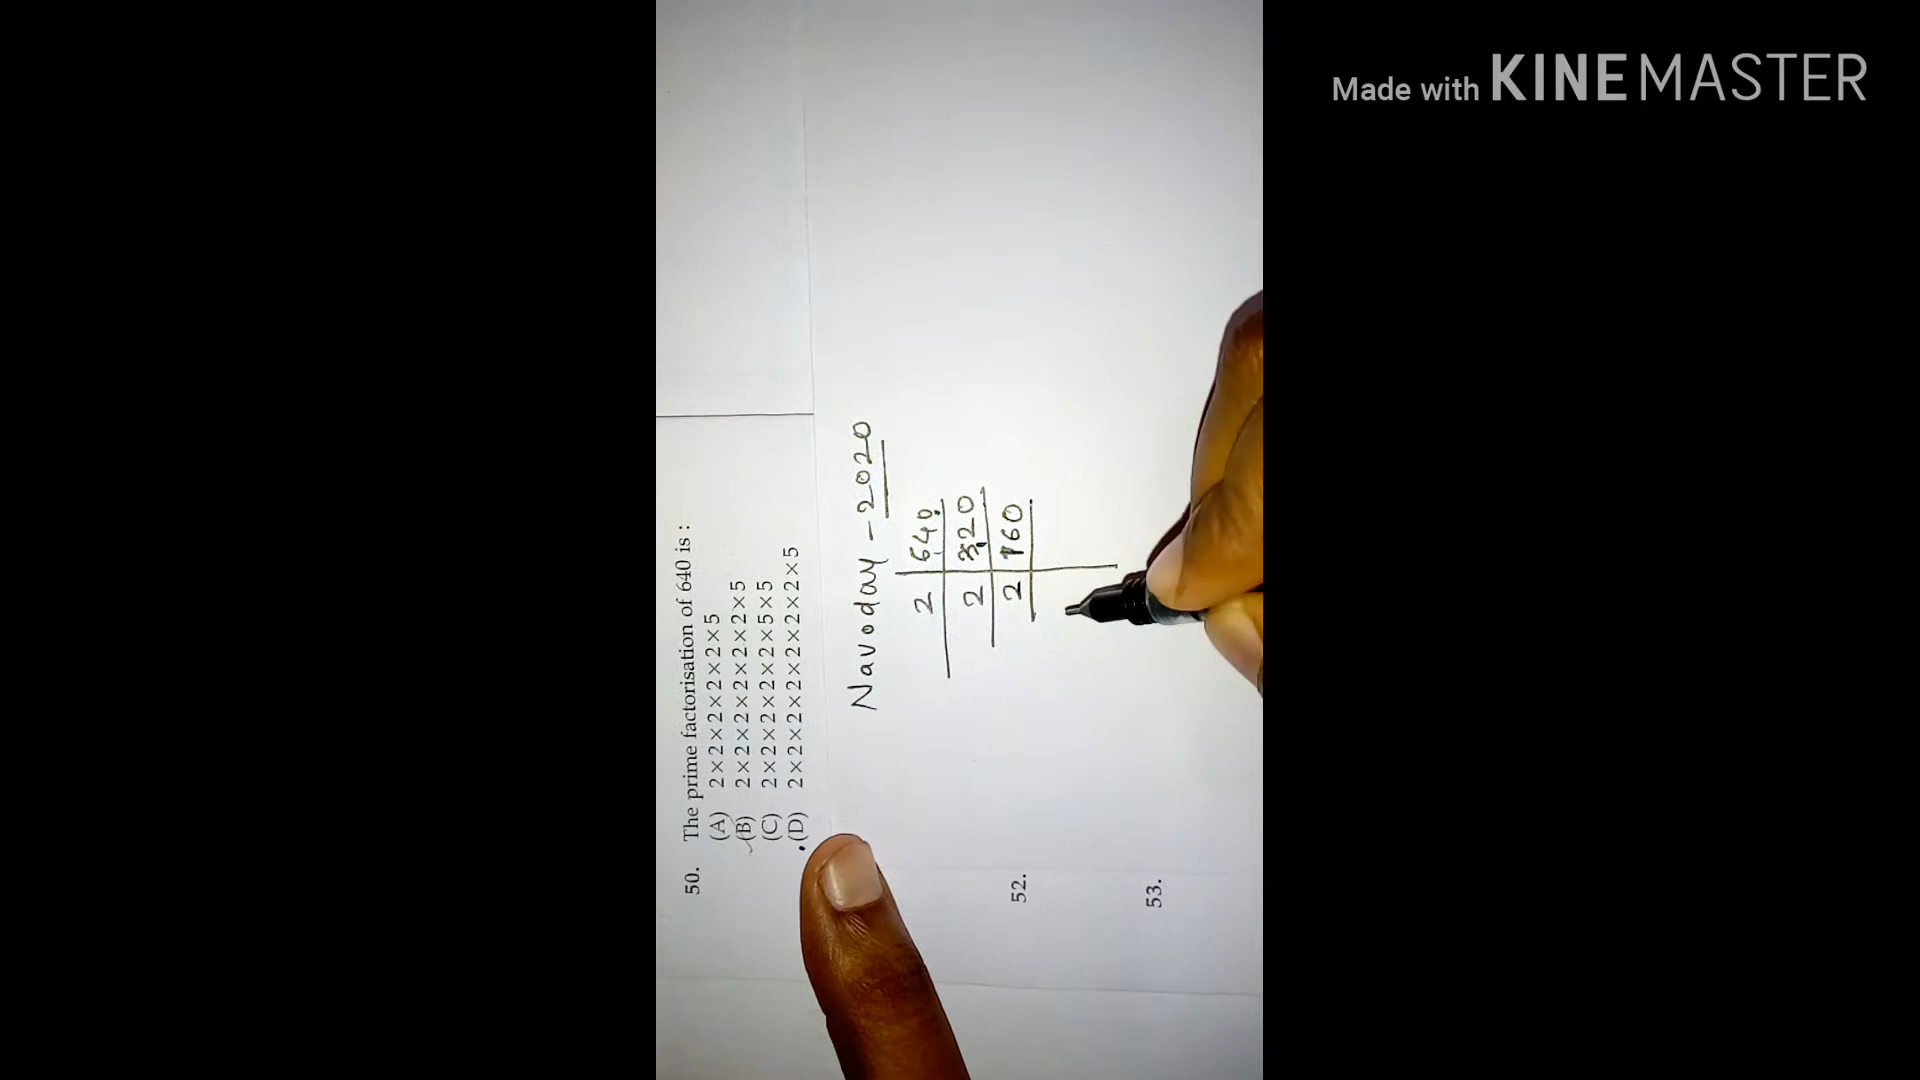 Made with KINEMASTER
50. The prime factorisation of 640 is :
(A) 2×2×2×2×2×5
(B) 2×2×2×2×2×2×5
(C) 2×2×2×2×2×5×5
(D) 2×2×2×2×2×2×2×5
Navoday - 2020
2 640
2 320
2 160
52.
53.